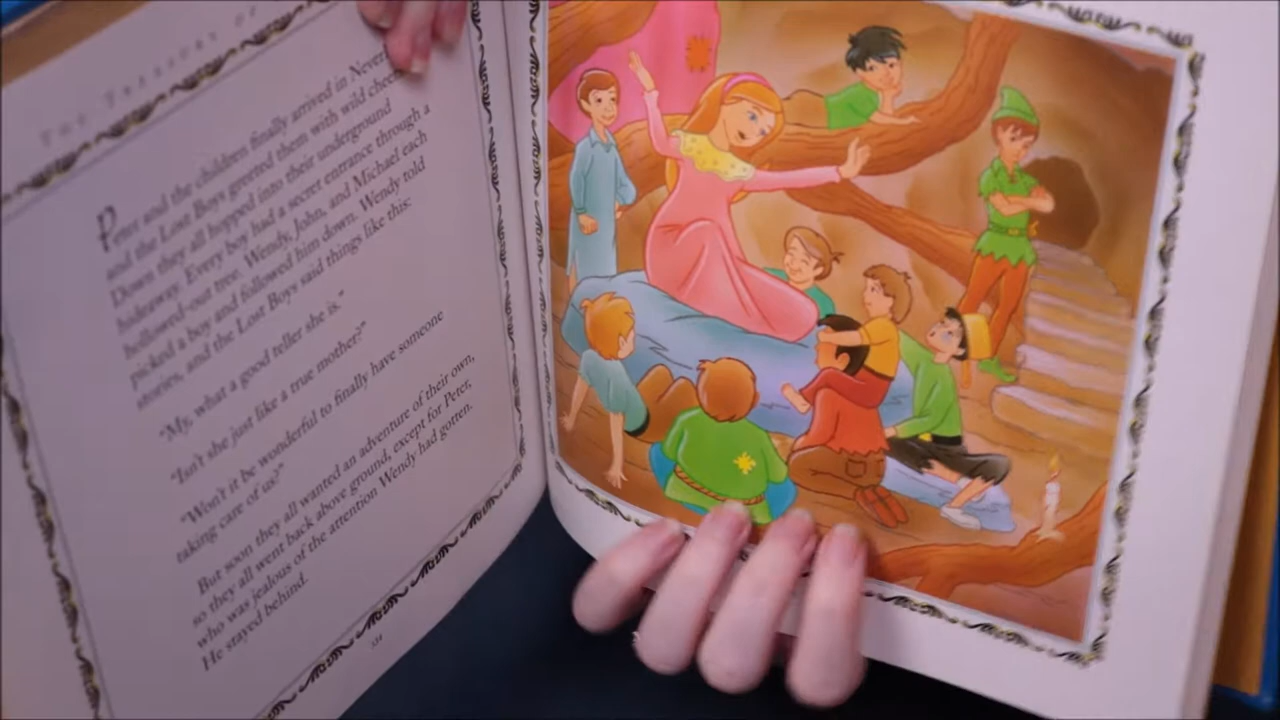 THE TREASURY OF
Peter and the children finally arrived in Never
and the Lost Boys greeted them with wild cheers
Down they all hopped into their underground
hideaway. Every boy had a secret entrance through a
hollowed-out tree. Wendy, John, and Michael each
picked a boy and followed him down. Wendy told
stories, and the Lost Boys said things like this:
"My, what a good teller she is."
"Isn't she just like a true mother?"
"Won't it be wonderful to finally have someone
taking care of us?"
But soon they all wanted an adventure of their own,
so they all went back above ground, except for Peter,
who was jealous of the attention Wendy had gotten.
He stayed behind.